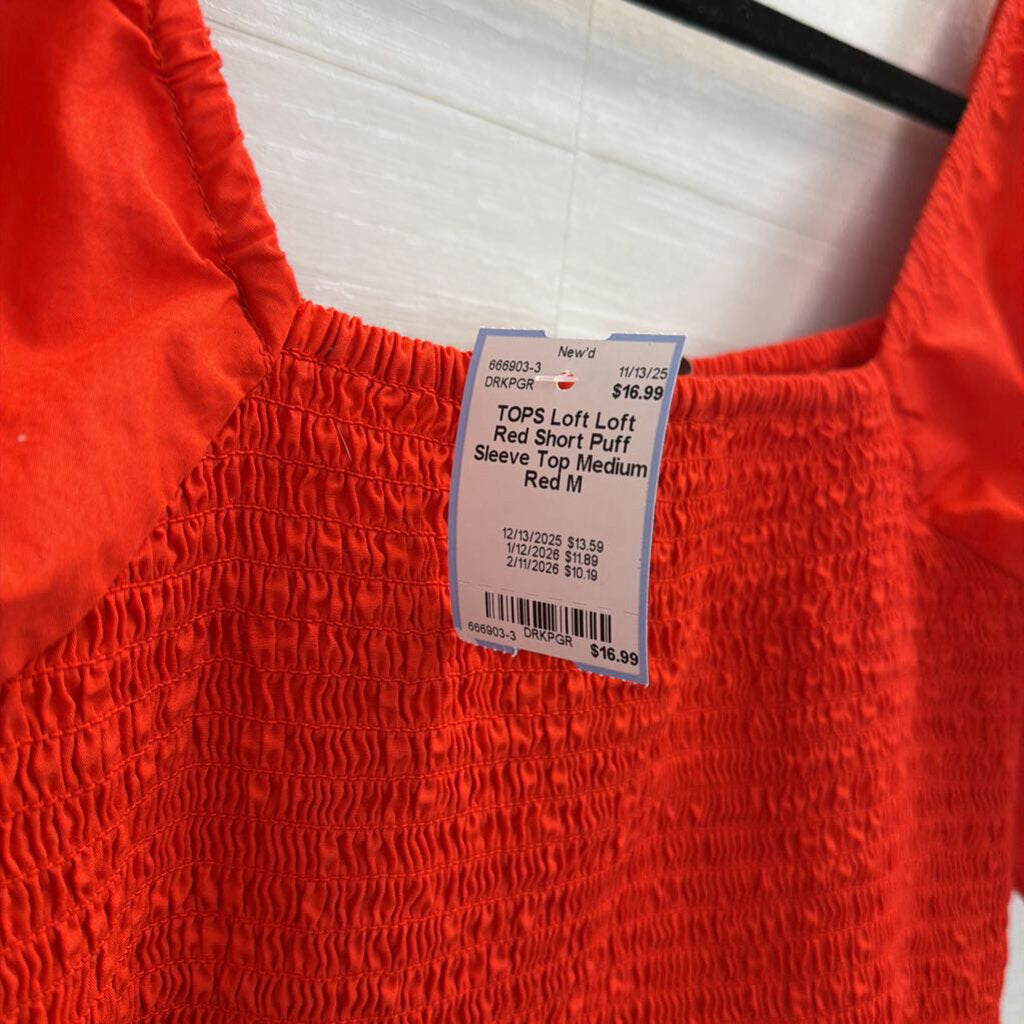 New'd
666903-3 11/13/25
DRKPGR $16.99
TOPS Loft Loft
Red Short Puff
Sleeve Top Medium
Red M
12/13/2025 $13.59
1/12/2026 $11.89
2/11/2026 $10.19
666903-3 DRKPGR $16.99